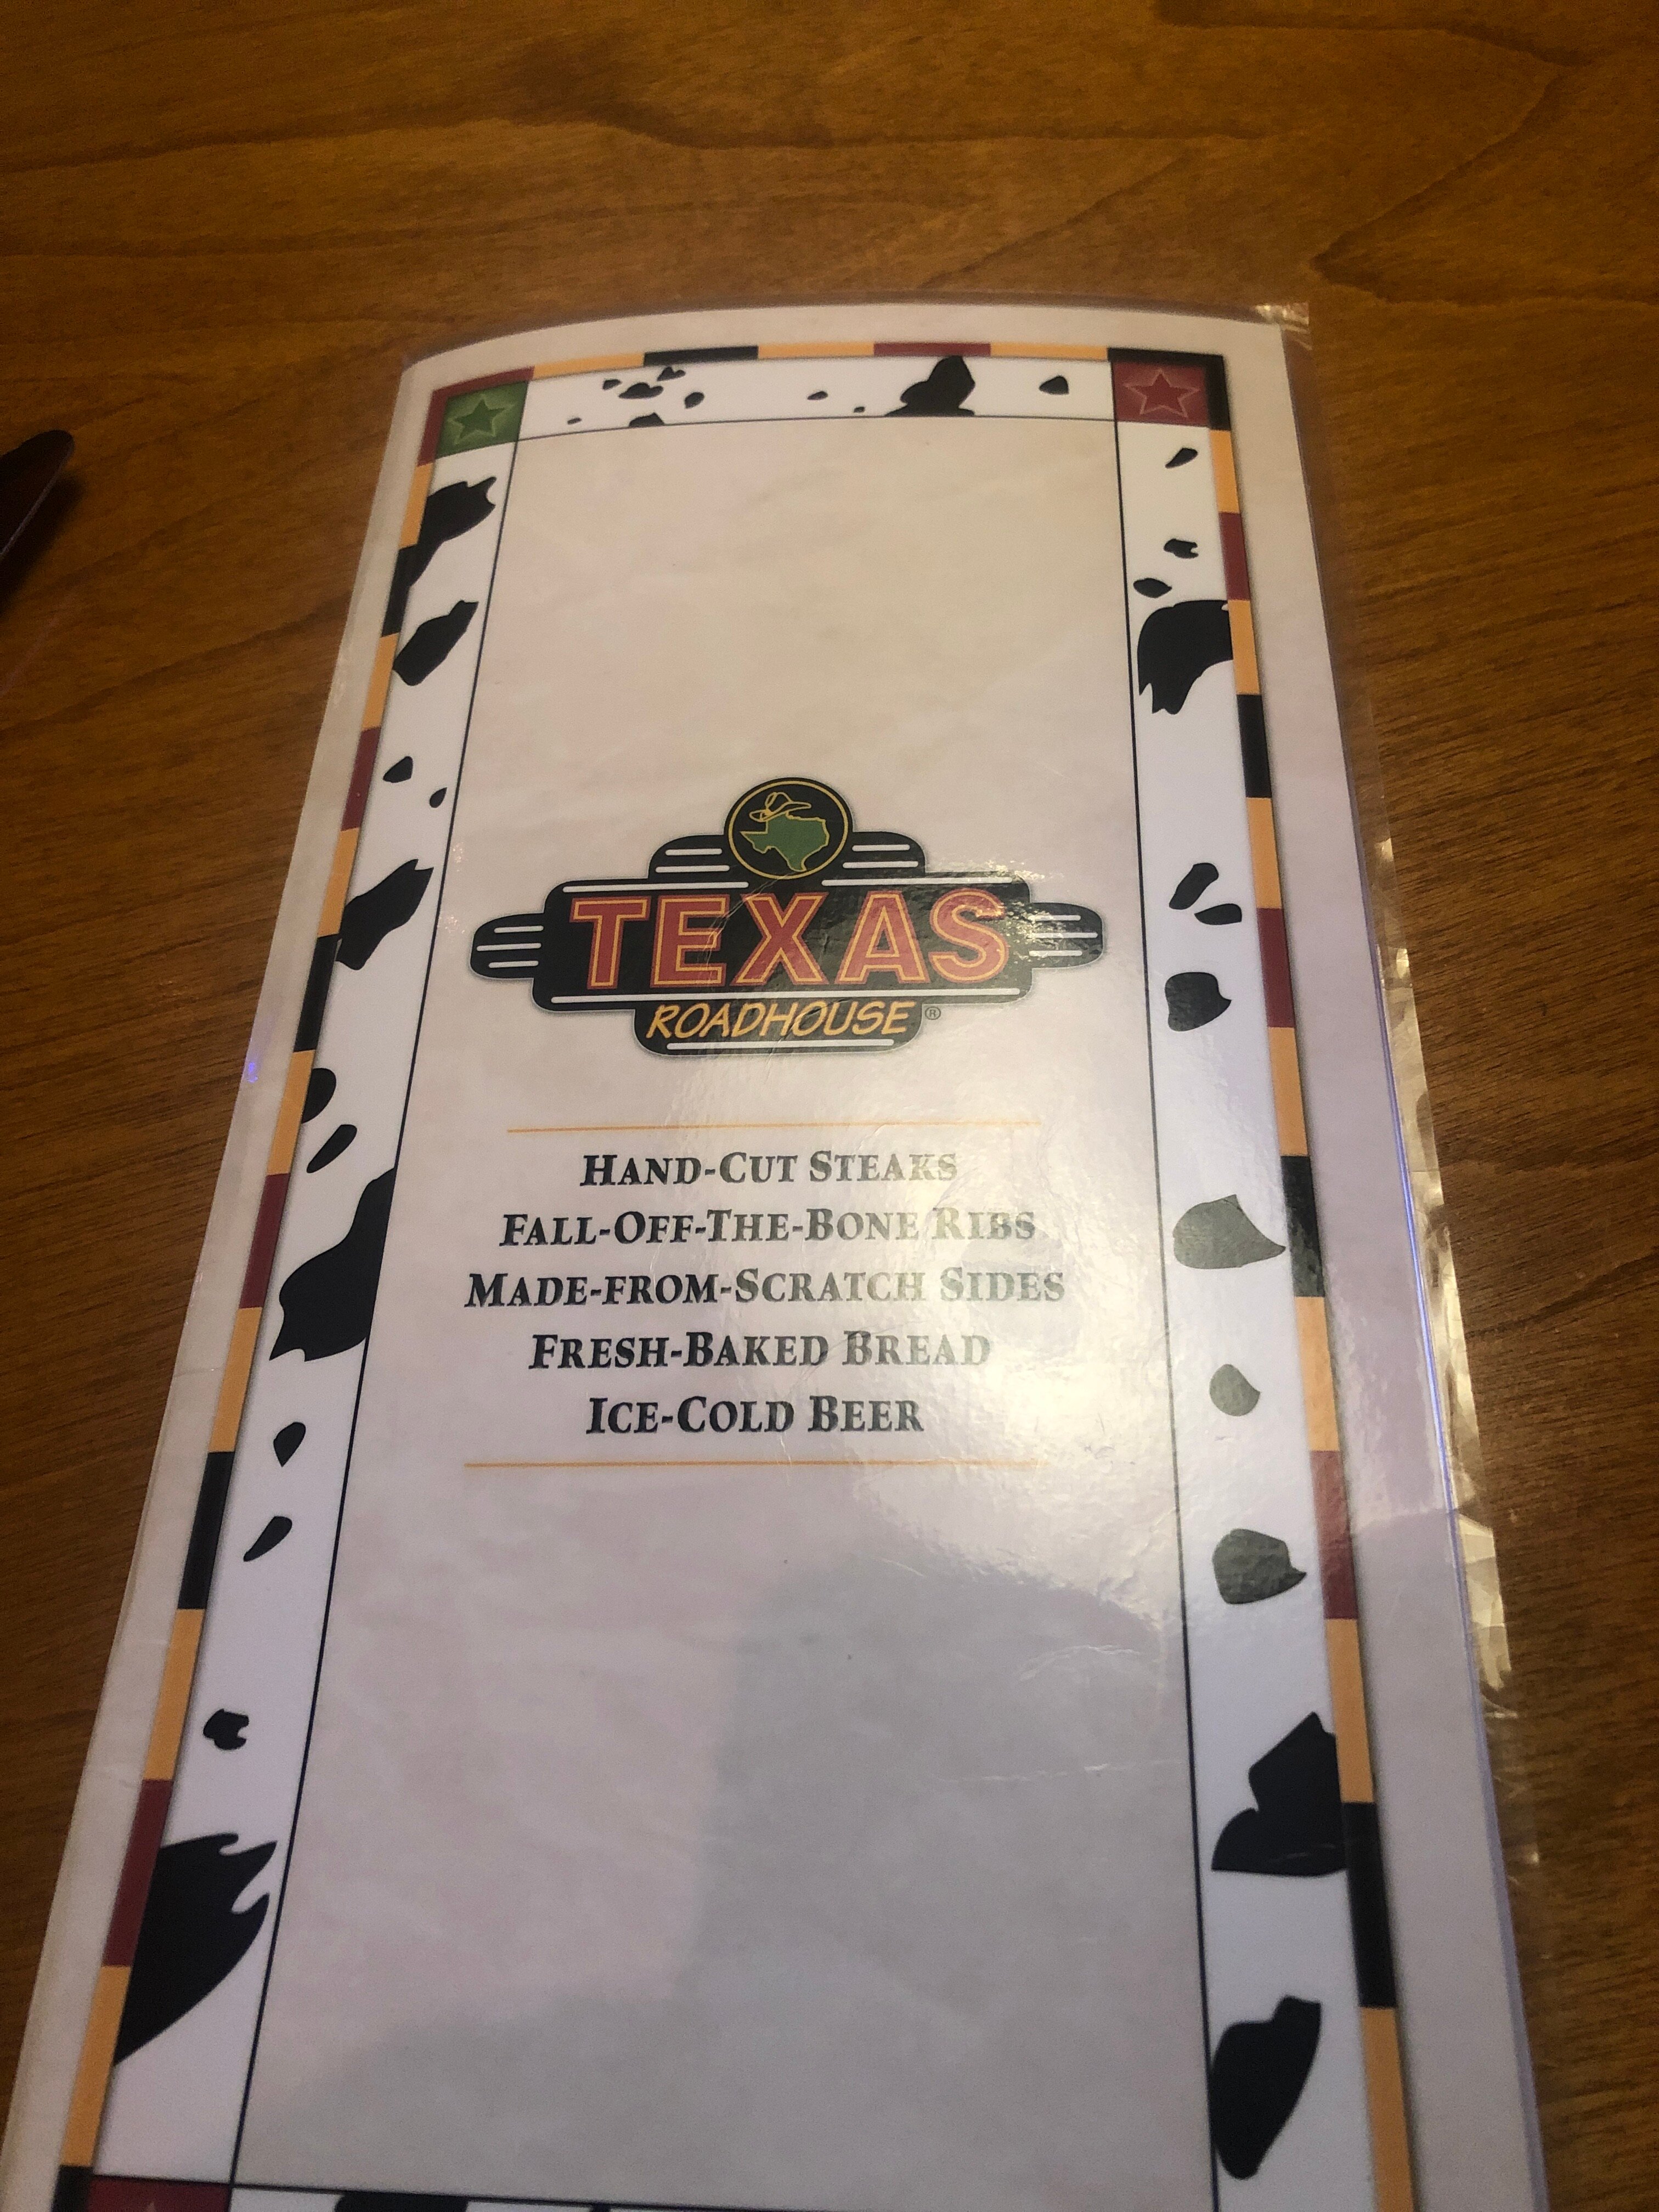 TEXAS
ROADHOUSE®
HAND-CUT STEAKS
FALL-OFF-THE-BONE RIBS
MADE-FROM-SCRATCH SIDES
FRESH-BAKED BREAD
ICE-COLD BEER